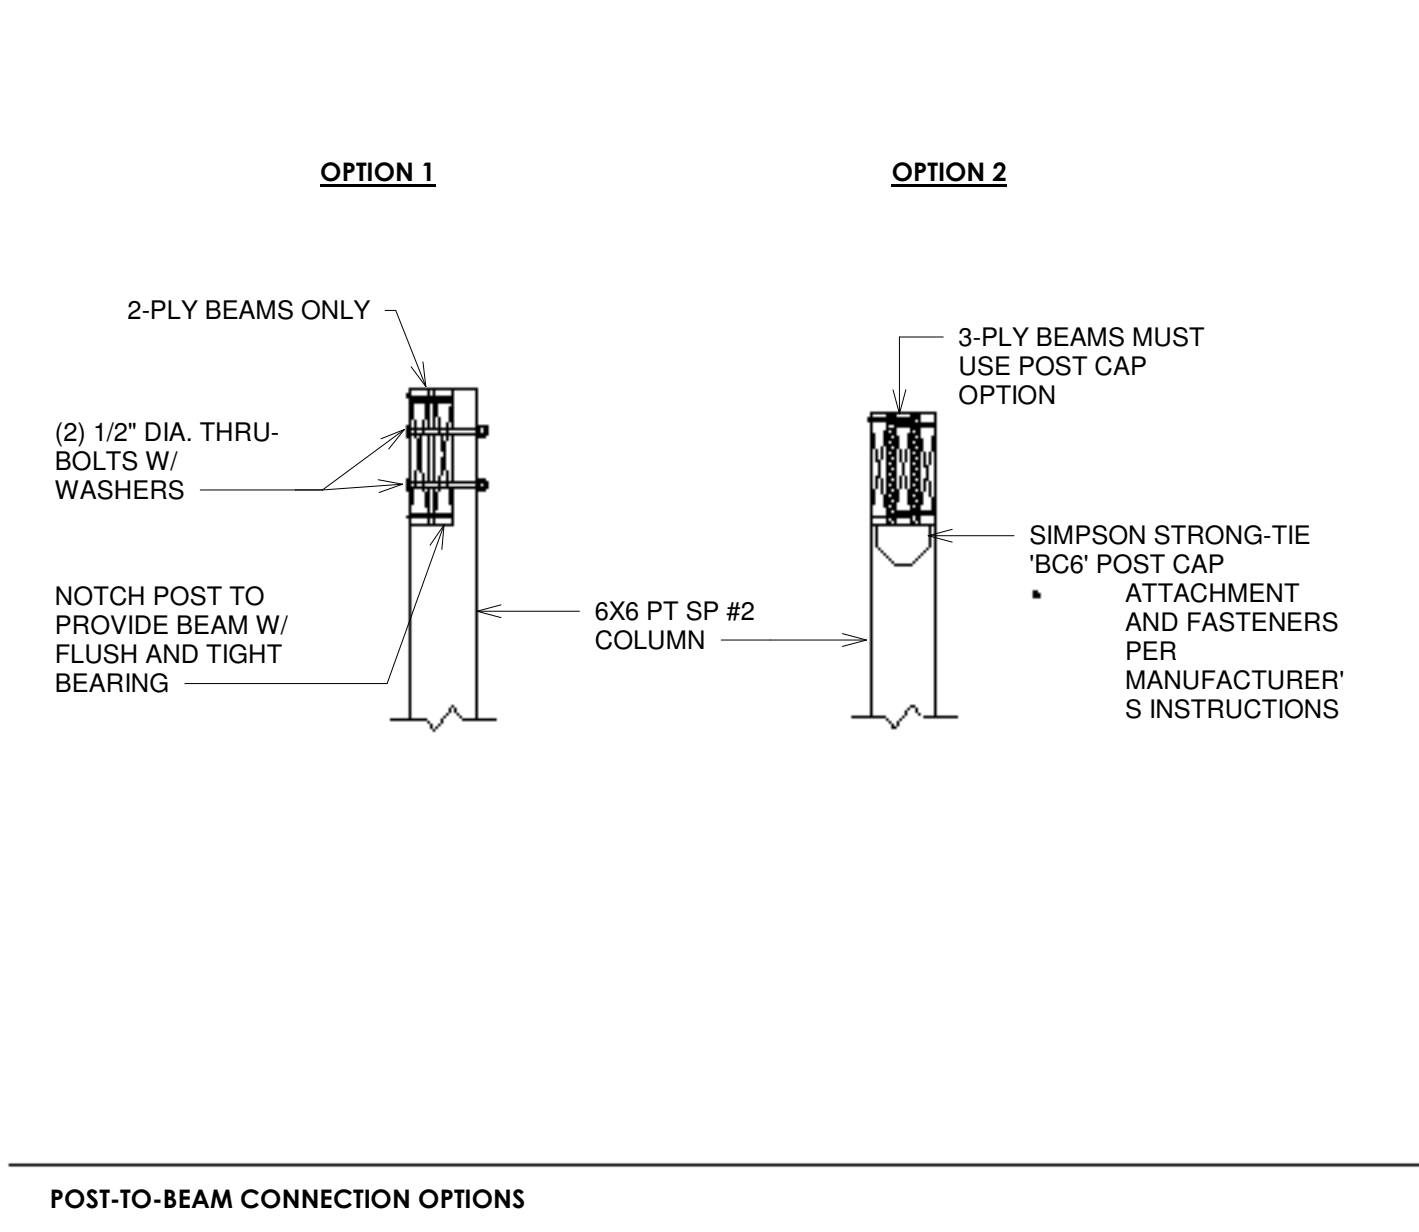 OPTION 1
OPTION 2
2-PLY BEAMS ONLY
(2) 1/2" DIA. THRU-
BOLTS W/
WASHERS
NOTCH POST TO
PROVIDE BEAM W/
FLUSH AND TIGHT
BEARING
6X6 PT SP #2
COLUMN
3-PLY BEAMS MUST
USE POST CAP
OPTION
SIMPSON STRONG-TIE
'BC6' POST CAP
▪ ATTACHMENT
AND FASTENERS
PER
MANUFACTURER'
S INSTRUCTIONS
POST-TO-BEAM CONNECTION OPTIONS